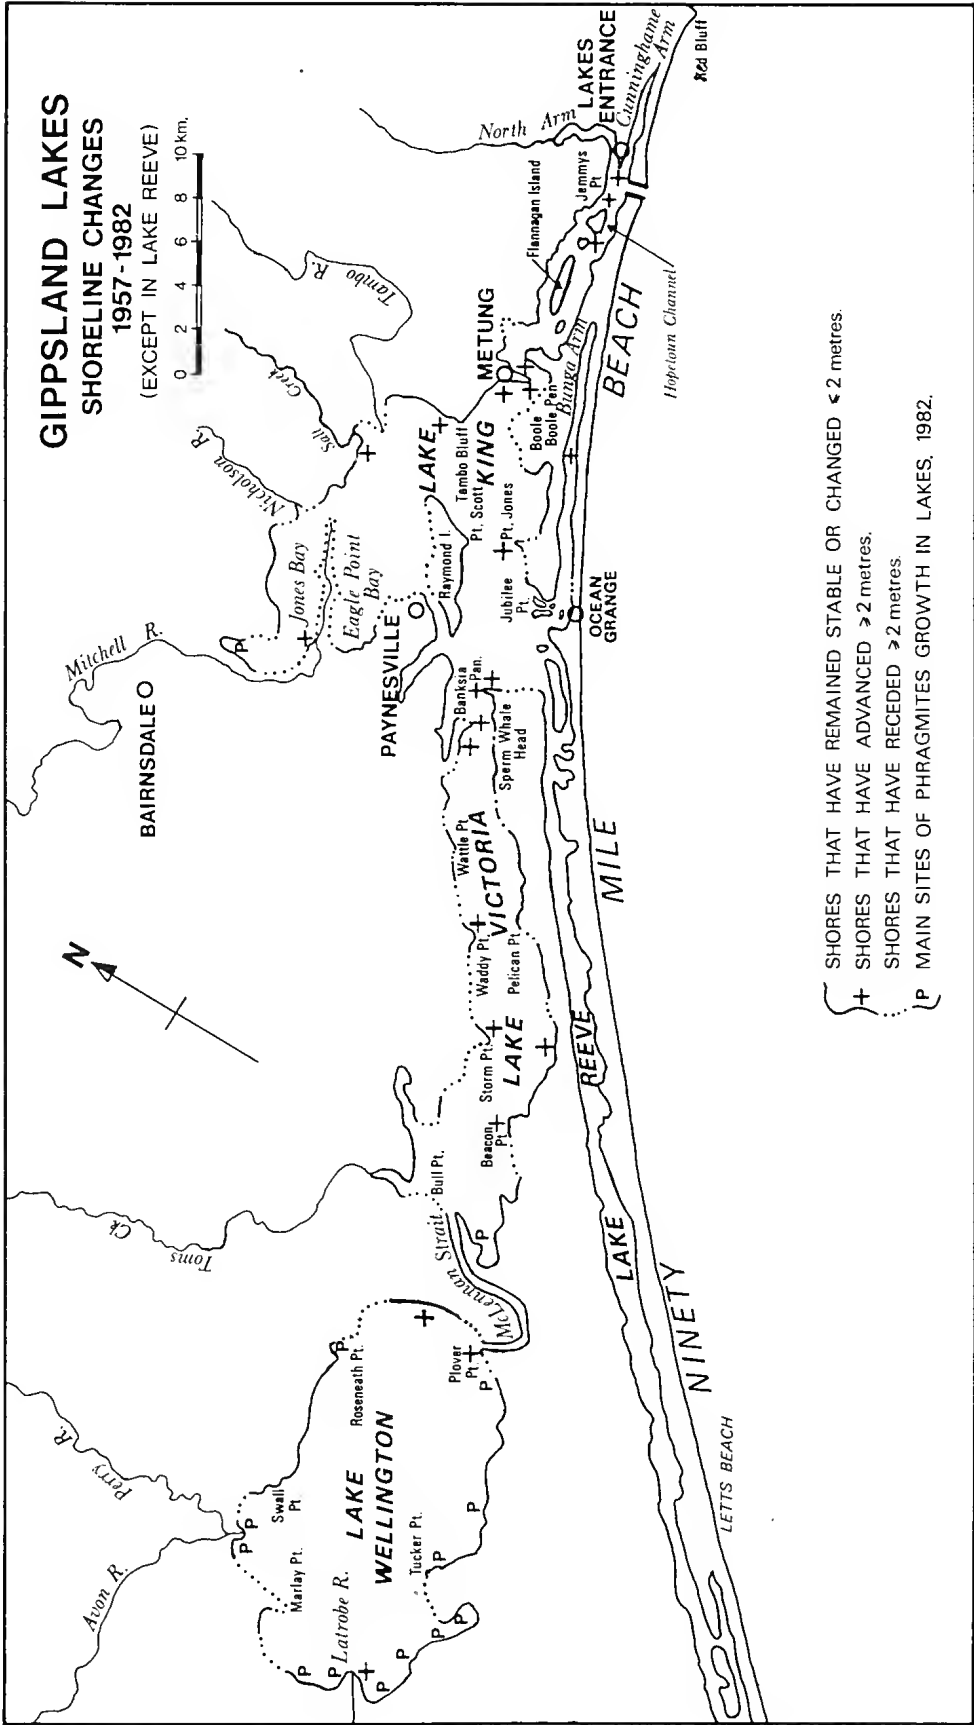 GIPPSLAND LAKES
SHORELINE CHANGES
1957-1982
(EXCEPT IN LAKE REEVE)
0 2 4 6 8 10 km.
N
Avon R.
Perry R.
Toms Ck
Mitchell R.
BAIRNSDALE
Nicholson R.
Salt Creek
Tambo R.
North Arm
LAKES
ENTRANCE
Cunninghame
Arm
Red Bluff
Jemmys
Pt
Flannagan Island
Hopetoun Channel
METUNG
Boole
Boole Pen
Bunga Arm
LAKE
KING
Tambo Bluff
Pt. Scott
Pt. Jones
Raymond I.
Jubilee
Pt.
Jones Bay
Eagle Point
Bay
P
PAYNESVILLE
OCEAN
GRANGE
Banksia
Pan.
Sperm Whale
Head
Wattle Pt.
LAKE VICTORIA
Waddy Pt.
Pelican Pt.
Storm Pt.
Beacon
Pt
Bull Pt.
McLennan Strait
P
Roseneath Pt.
P
Plover
Pt.
P
LAKE
WELLINGTON
Swall
Pt.
P
P
Marlay Pt.
Latrobe R.
P
P
P
P
P
P
Tucker Pt.
P
P
LAKE REEVE
NINETY MILE BEACH
LETTS BEACH
SHORES THAT HAVE REMAINED STABLE OR CHANGED ⩽ 2 metres.
+ SHORES THAT HAVE ADVANCED ⩾ 2 metres.
SHORES THAT HAVE RECEDED ⩾ 2 metres.
P MAIN SITES OF PHRAGMITES GROWTH IN LAKES, 1982.